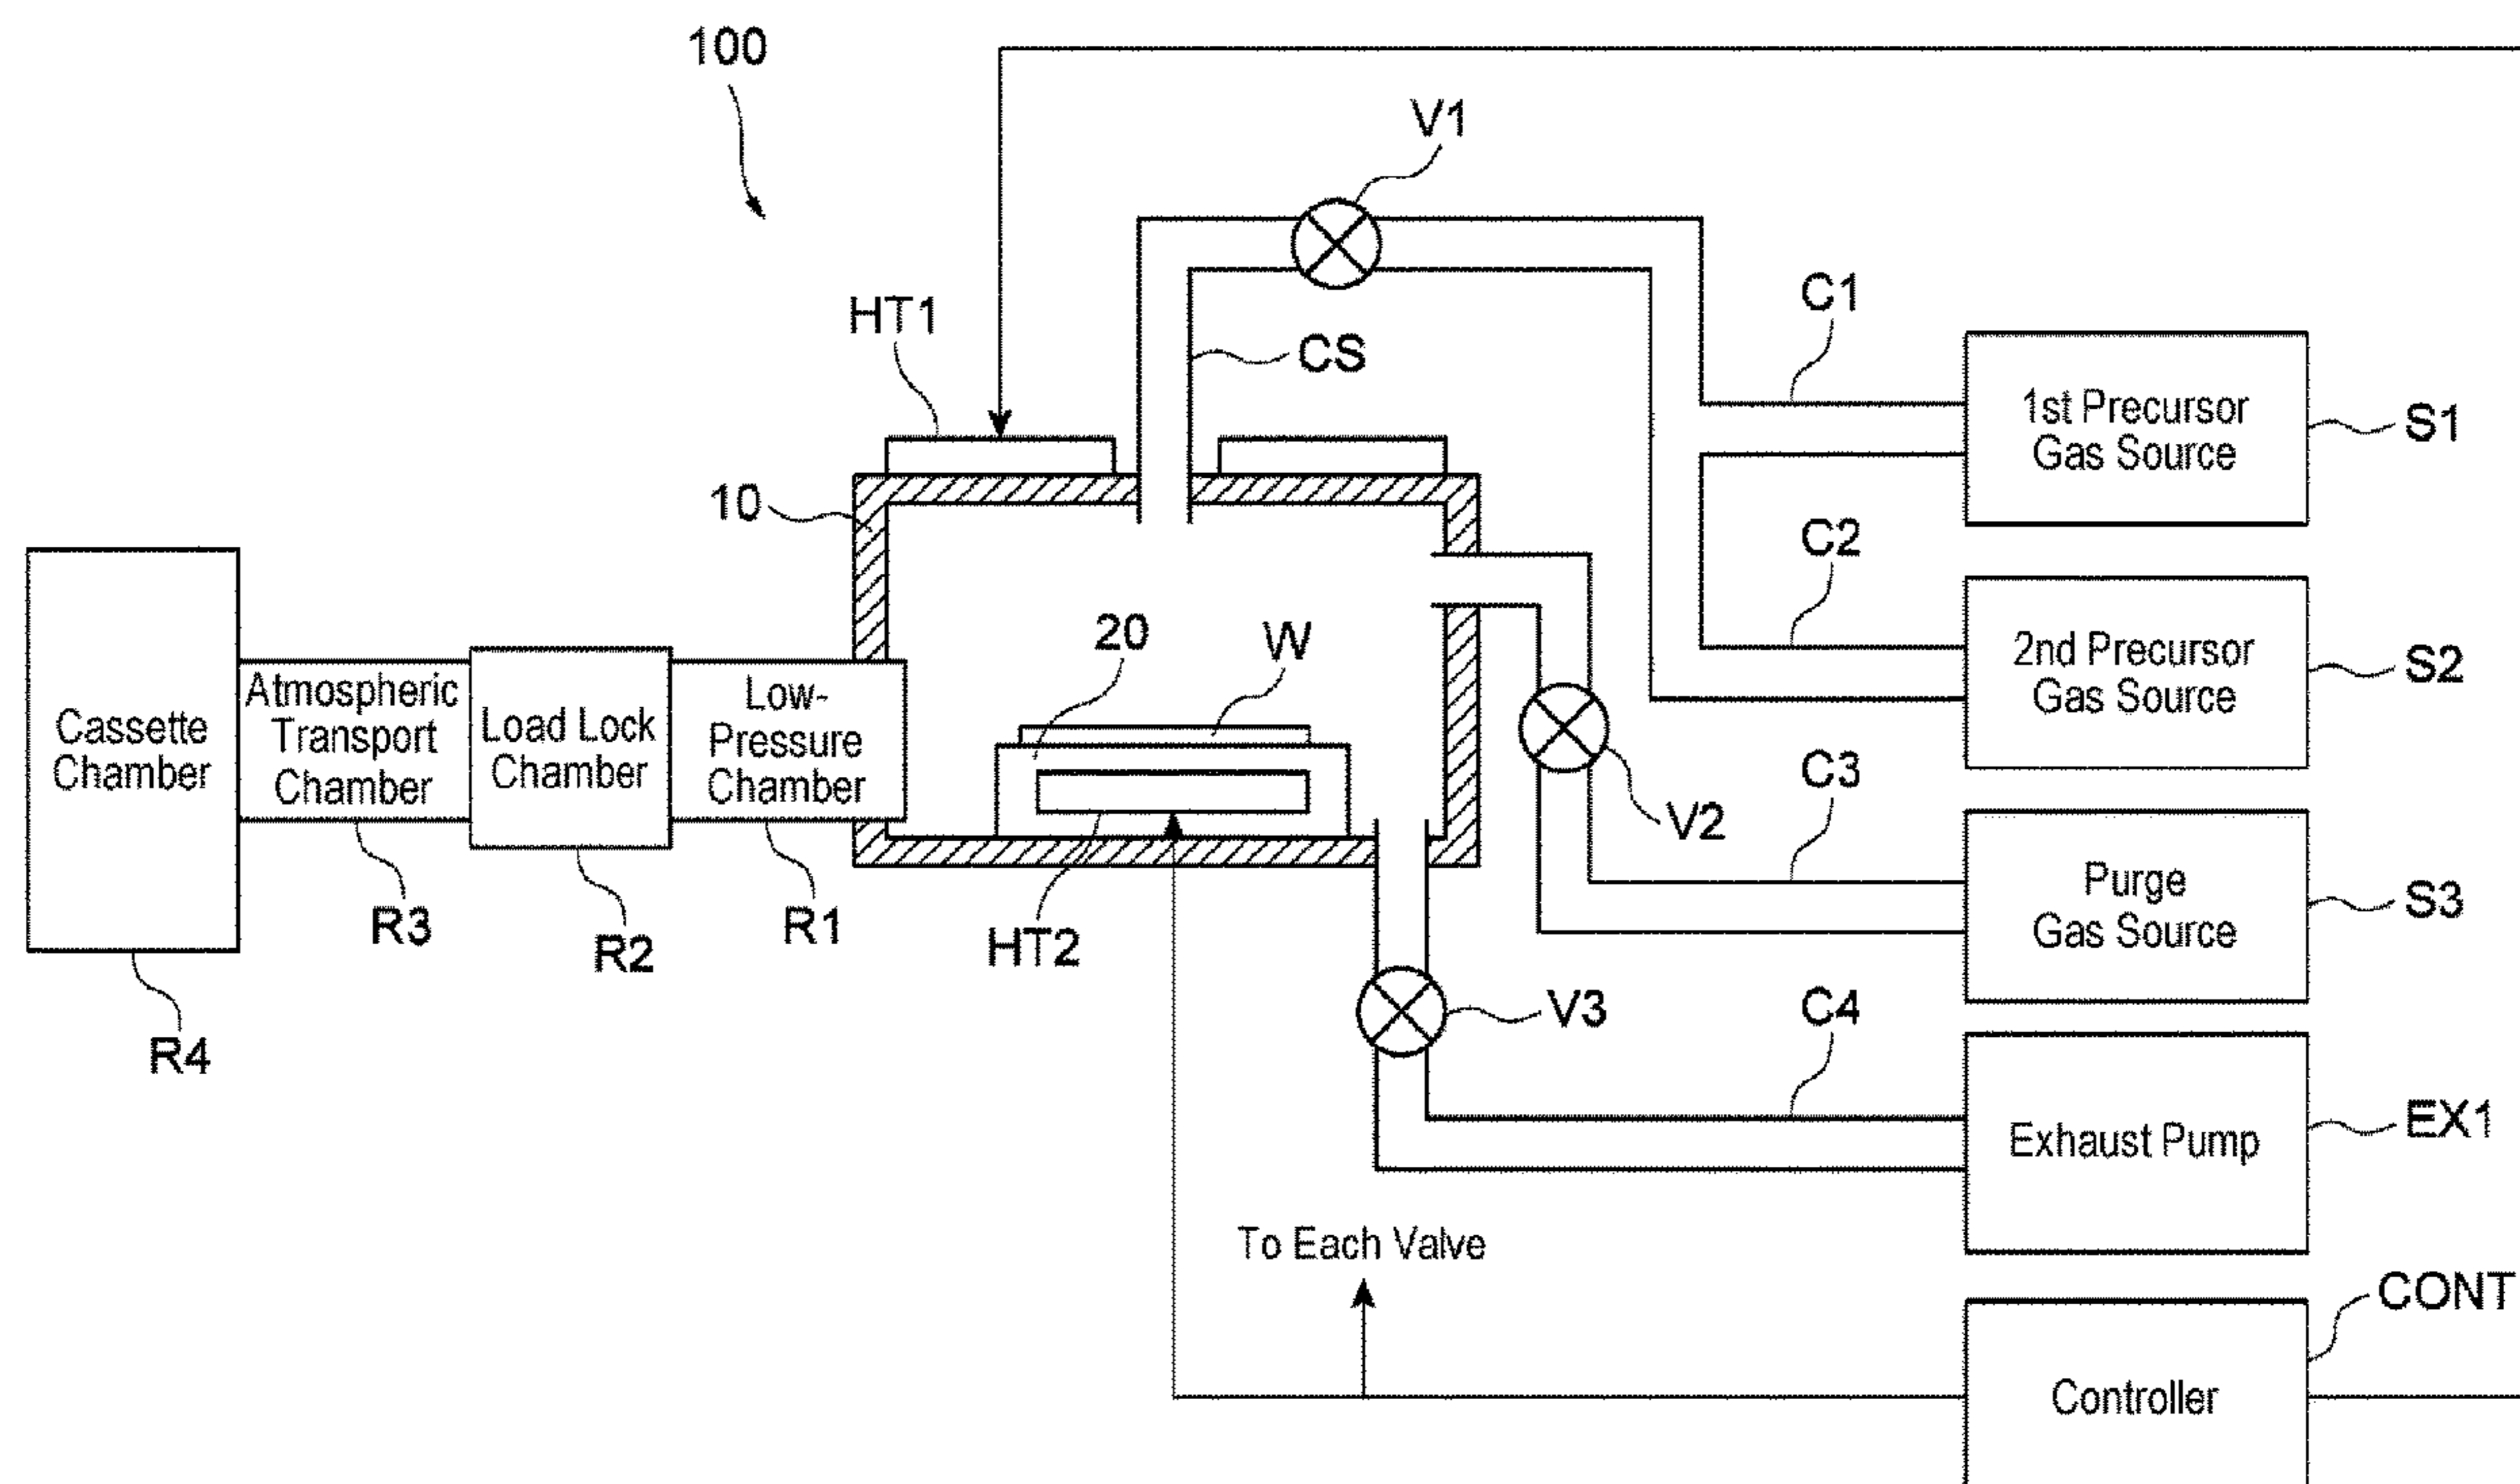 100
V1
HT1
CS
C1
1st Precursor
Gas Source
S1
10
C2
2nd Precursor
Gas Source
S2
20
W
Cassette
Chamber
Atmospheric
Transport
Chamber
Load Lock
Chamber
Low-
Pressure
Chamber
V2
C3
Purge
Gas Source
S3
R4
R3
R2
R1
HT2
V3
C4
Exhaust Pump
EX1
To Each Valve
CONT
Controller